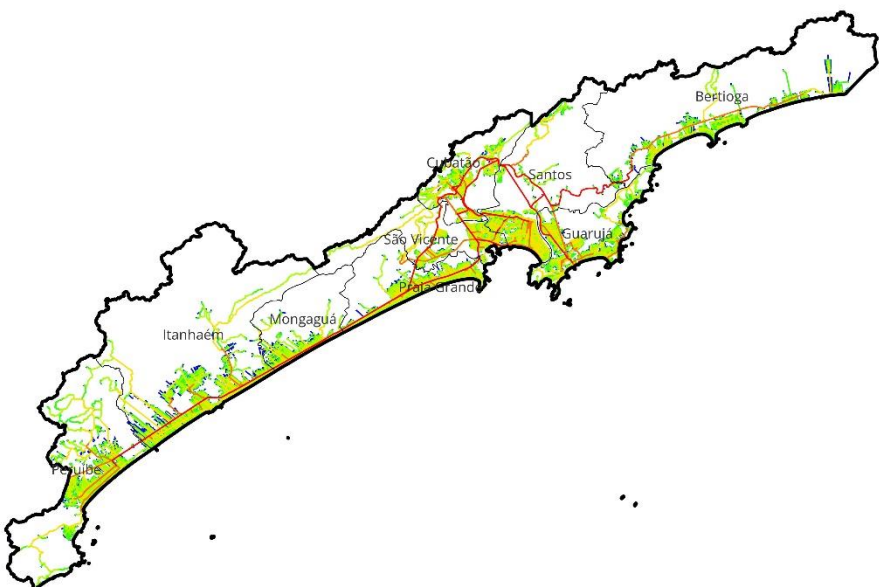 Bertioga
Cubatão
Santos
Guarujá
São Vicente
Praia Grande
Mongaguá
Itanhaém
Peruíbe